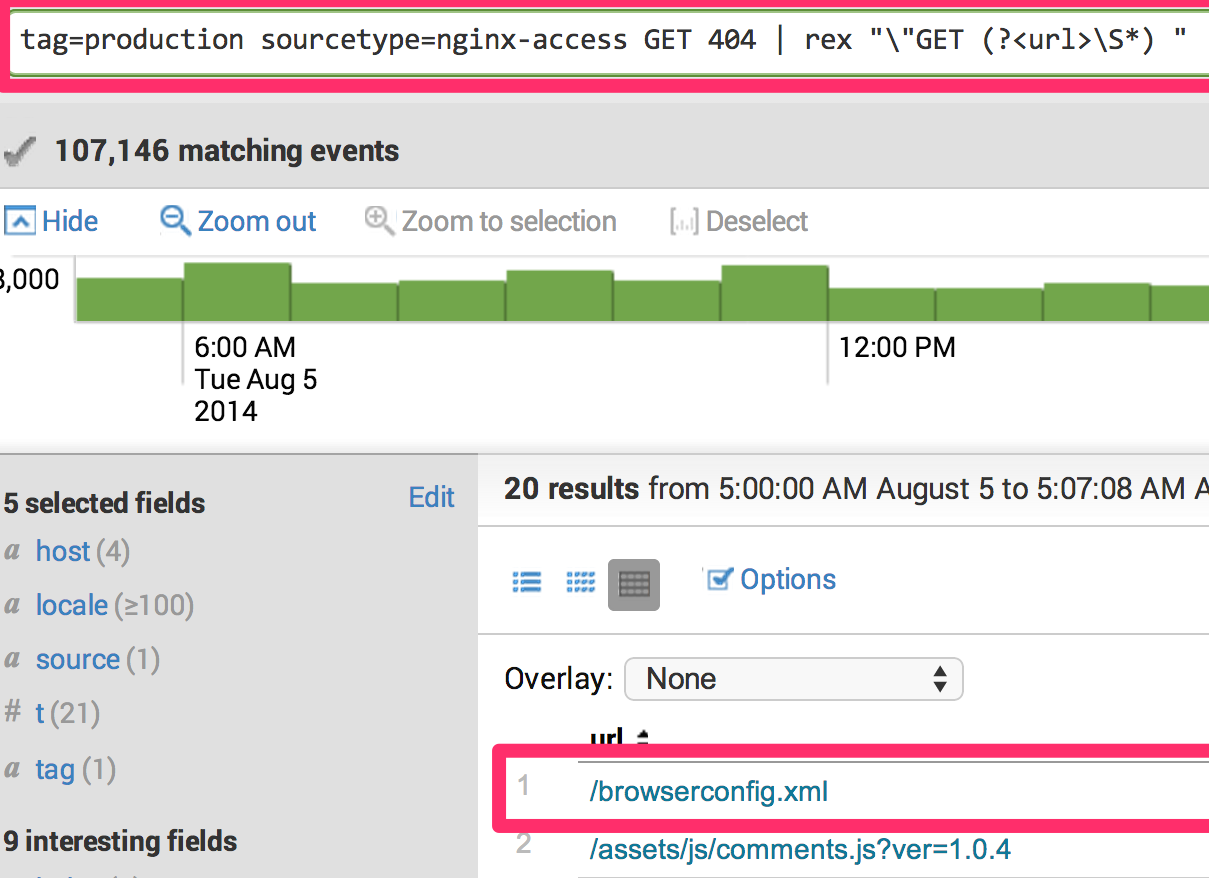 tag=production sourcetype=nginx-access GET 404 | rex "\"GET (?<url>\S*) "
107,146 matching events
Hide Zoom out Zoom to selection Deselect
3,000
6:00 AM 12:00 PM
Tue Aug 5
2014
5 selected fields Edit
a host (4)
a locale (≥100)
a source (1)
# t (21)
a tag (1)
9 interesting fields
20 results from 5:00:00 AM August 5 to 5:07:08 AM A
Options
Overlay: None
url
1 /browserconfig.xml
2 /assets/js/comments.js?ver=1.0.4